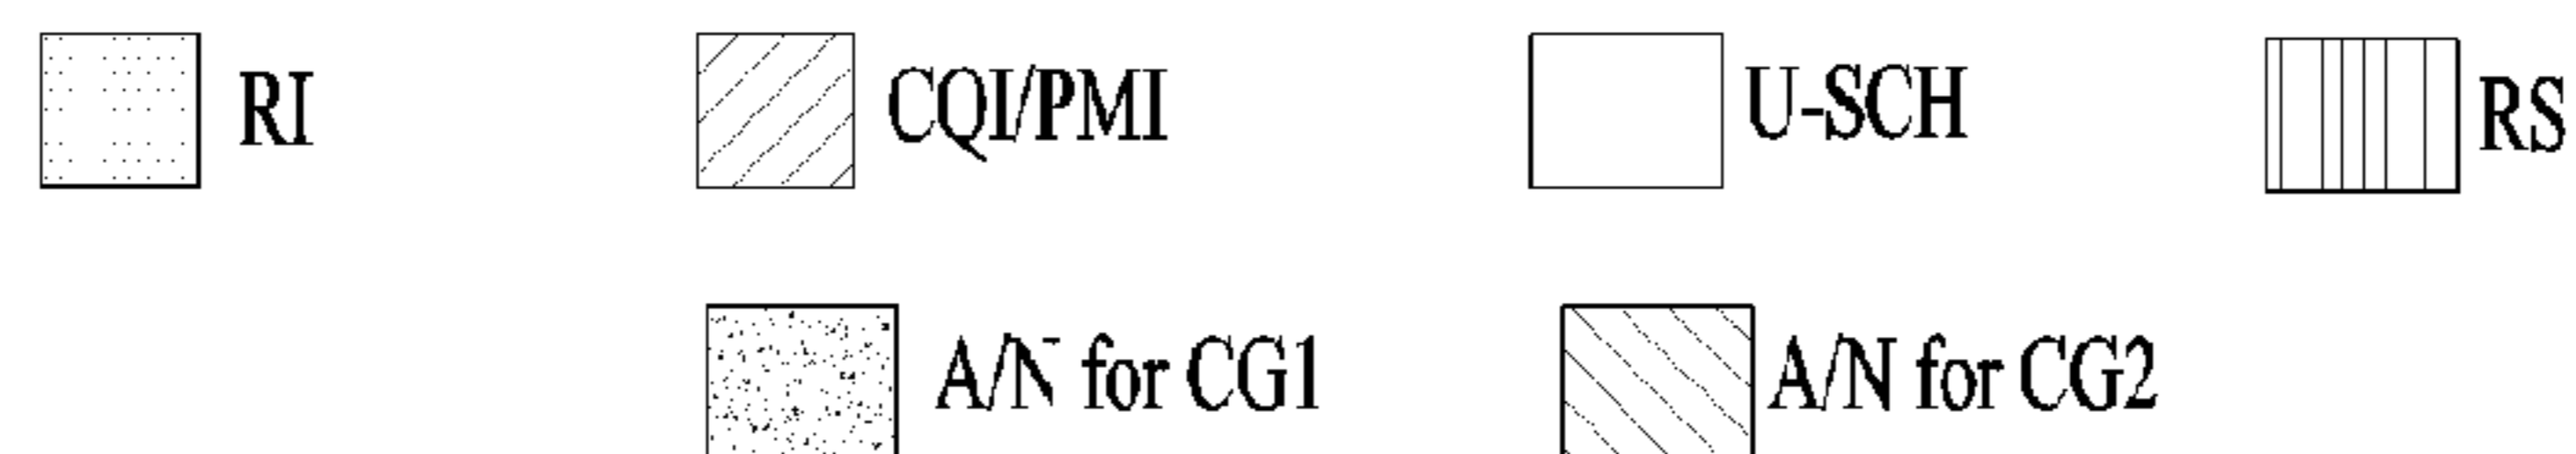 RI CQI/PMI U-SCH RS
A/N for CG1 A/N for CG2